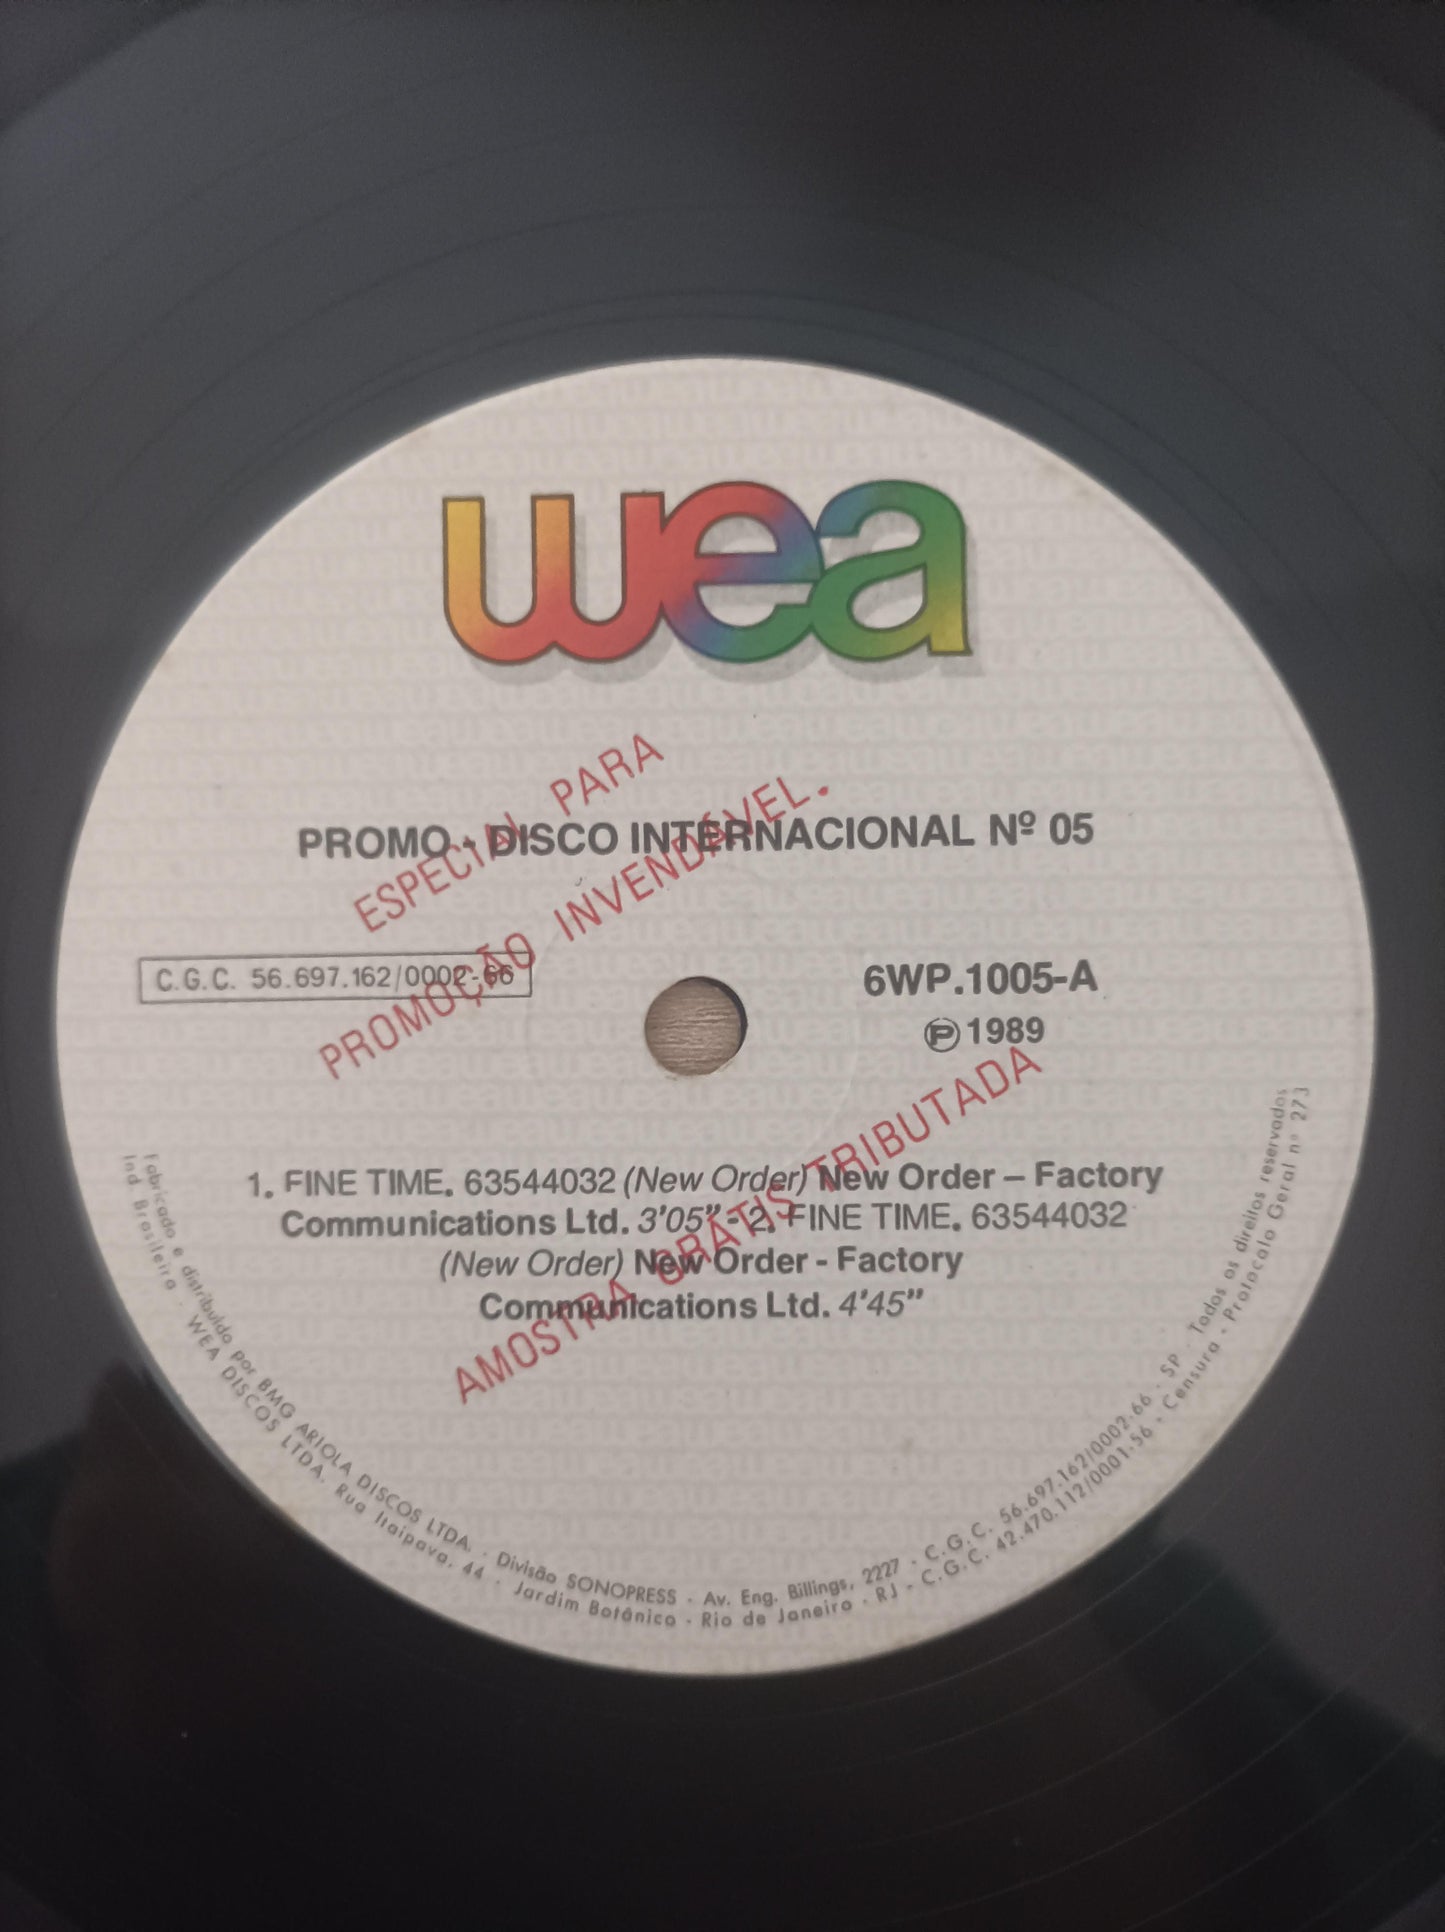 wea
ESPECIAL PARA
PROMOÇÃO INVENDÁVEL.
AMOSTRA GRÁTIS TRIBUTADA
PROMO - DISCO INTERNACIONAL Nº 05
C.G.C. 56.697.162/0002-66
6WP.1005-A
Ⓟ 1989
1. FINE TIME. 63544032 (New Order) New Order – Factory
Communications Ltd. 3'05" - 2. FINE TIME. 63544032
(New Order) New Order - Factory
Communications Ltd. 4'45"
Fabricado e distribuído por BMG ARIOLA DISCOS LTDA. . Divisão SONOPRESS . Av. Eng. Billings, 2227 - C.G.C. 56.697.162/0002-66 . SP . Todos os direitos reservados
Ind. Brasileira . WEA DISCOS LTDA. Rua Itaipava, 44 . Jardim Botânico - Rio de Janeiro . RJ - C.G.C. 42.470.112/0001.56 - Censura - Protocalo Geral nº 273